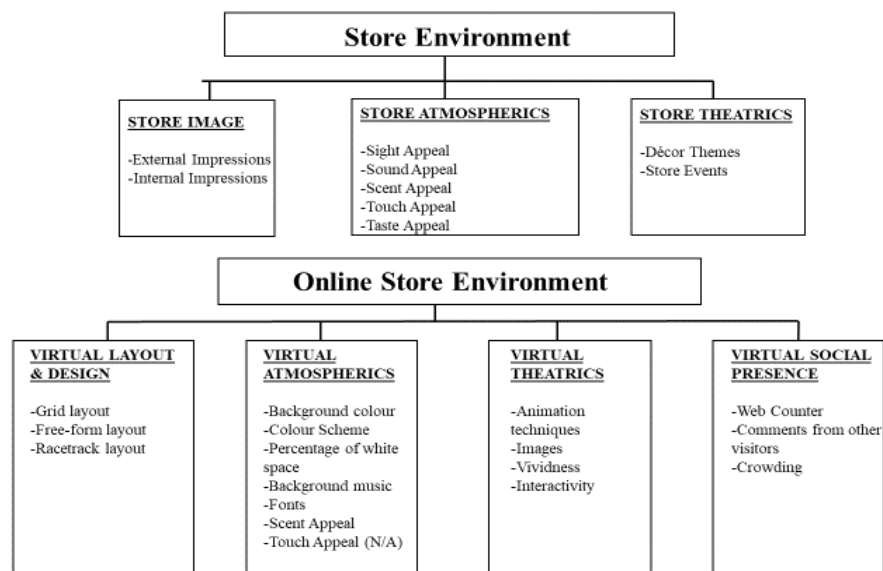 Store Environment
STORE IMAGE
-External Impressions
-Internal Impressions
STORE ATMOSPHERICS
-Sight Appeal
-Sound Appeal
-Scent Appeal
-Touch Appeal
-Taste Appeal
STORE THEATRICS
-Décor Themes
-Store Events
Online Store Environment
VIRTUAL LAYOUT
& DESIGN
-Grid layout
-Free-form layout
-Racetrack layout
VIRTUAL
ATMOSPHERICS
-Background colour
-Colour Scheme
-Percentage of white
space
-Background music
-Fonts
-Scent Appeal
-Touch Appeal (N/A)
VIRTUAL
THEATRICS
-Animation
techniques
-Images
-Vividness
-Interactivity
VIRTUAL SOCIAL
PRESENCE
-Web Counter
-Comments from other
visitors
-Crowding